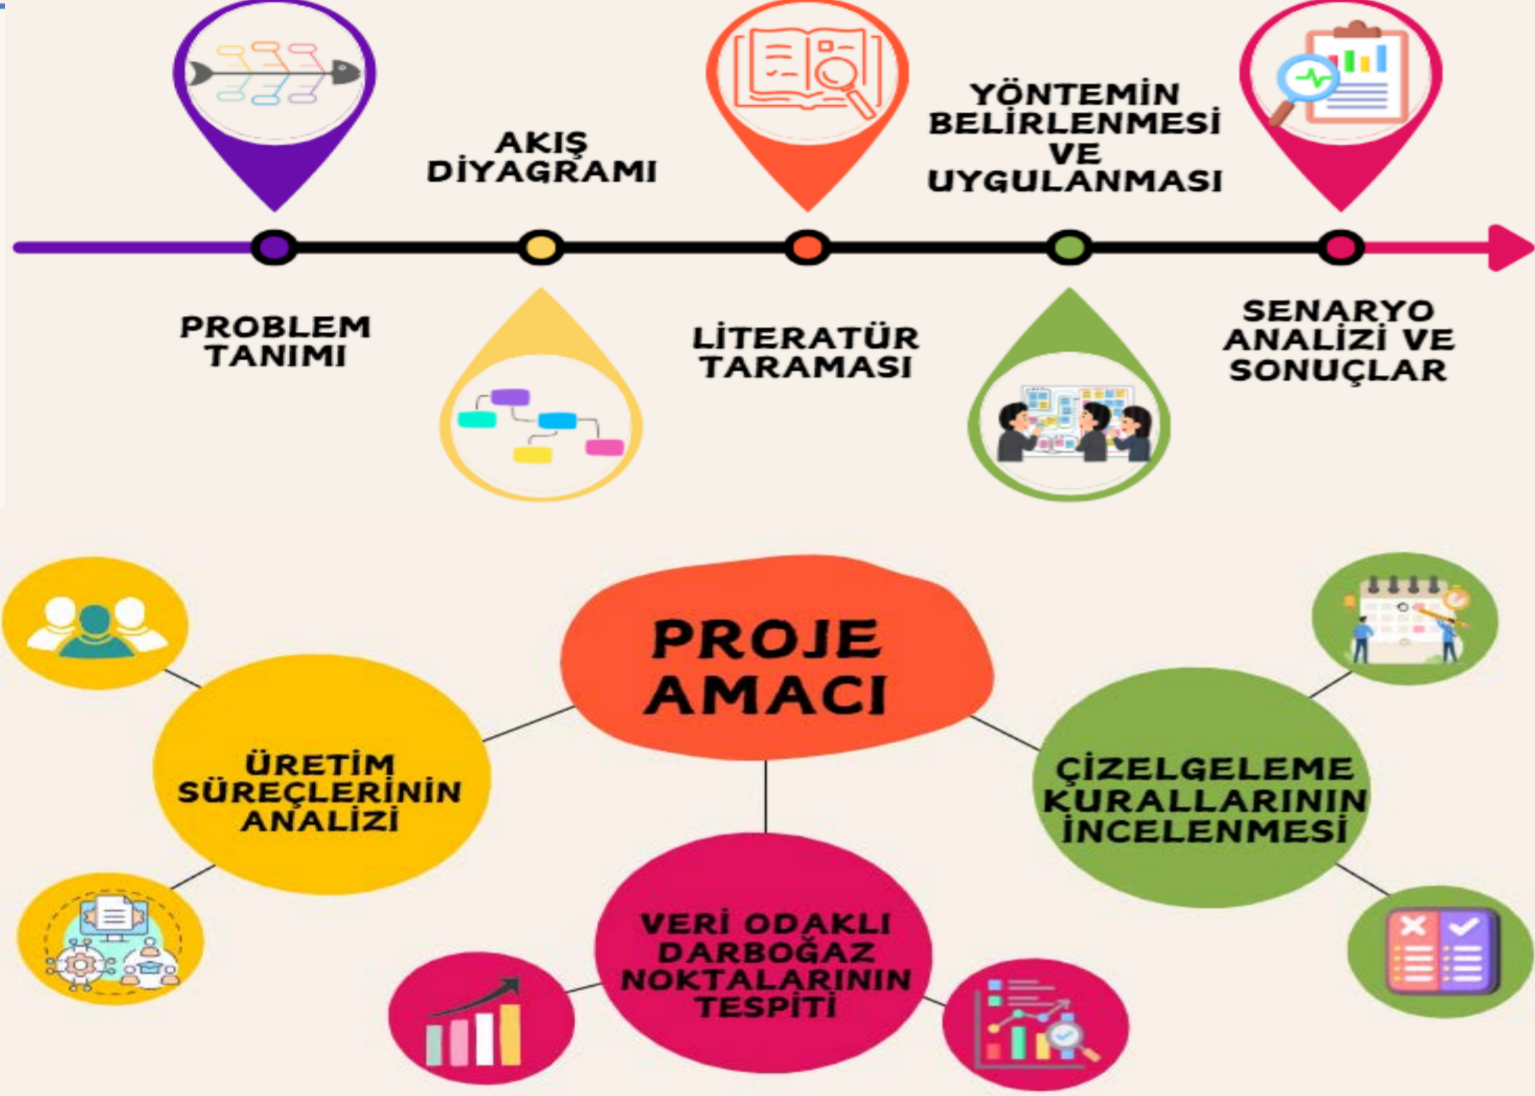 PROBLEM
TANIMI
AKIŞ
DİYAGRAMI
LİTERATÜR
TARAMASI
YÖNTEMİN
BELİRLENMESİ
VE
UYGULANMASI
SENARYO
ANALİZİ VE
SONUÇLAR
PROJE
AMACI
ÜRETİM
SÜREÇLERİNİN
ANALİZİ
VERİ ODAKLI
DARBOĞAZ
NOKTALARININ
TESPİTİ
ÇİZELGELEME
KURALLARININ
İNCELENMESİ